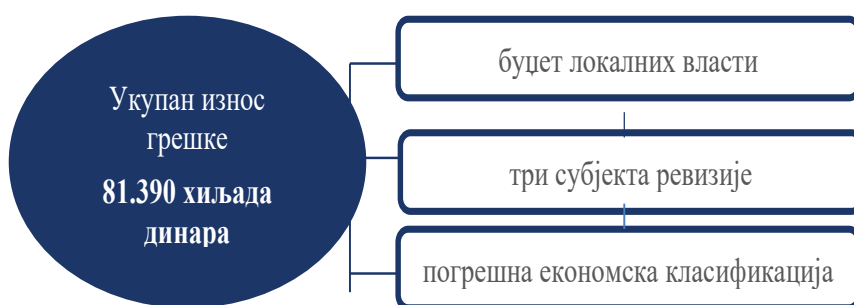 Укупан износ
грешке
81.390 хиљада
динара
буџет локалних власти
три субјекта ревизије
погрешна економска класификација